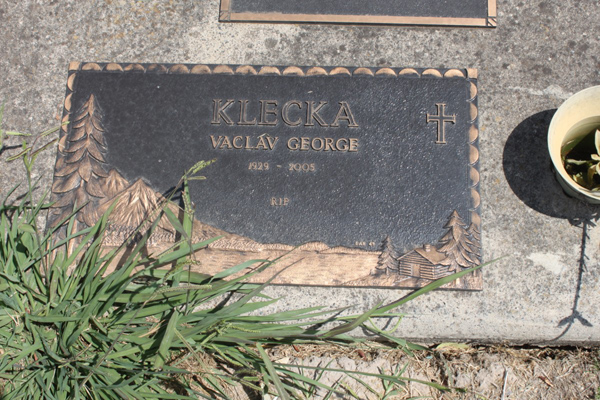 KLECKA
VACLÁV GEORGE
1929 - 2005
RIP